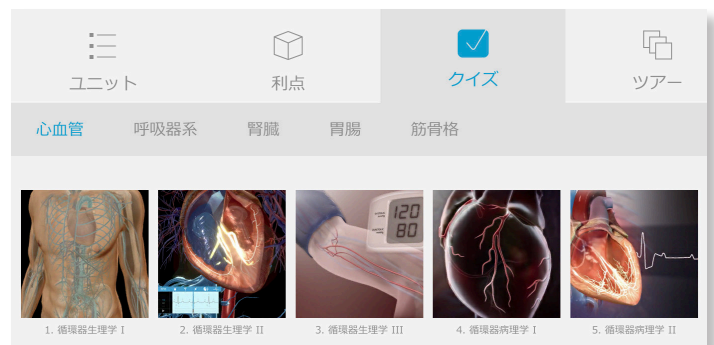 ユニット
利点
クイズ
ツアー
心血管 呼吸器系 腎臓 胃腸 筋骨格
120
80
1. 循環器生理学 I
2. 循環器生理学 II
3. 循環器生理学 III
4. 循環器病理学 I
5. 循環器病理学 II